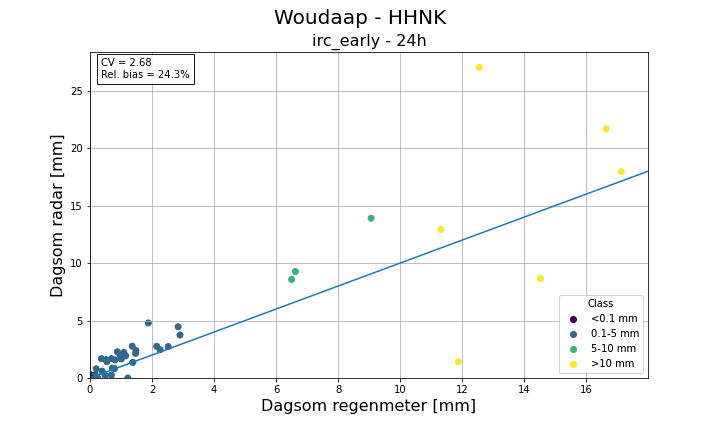 Woudaap - HHNK
irc_early - 24h
CV = 2.68
Rel. bias = 24.3%
25
20
15
10
5
0
Dagsom radar [mm]
Class
<0.1 mm
0.1-5 mm
5-10 mm
>10 mm
0 2 4 6 8 10 12 14 16
Dagsom regenmeter [mm]